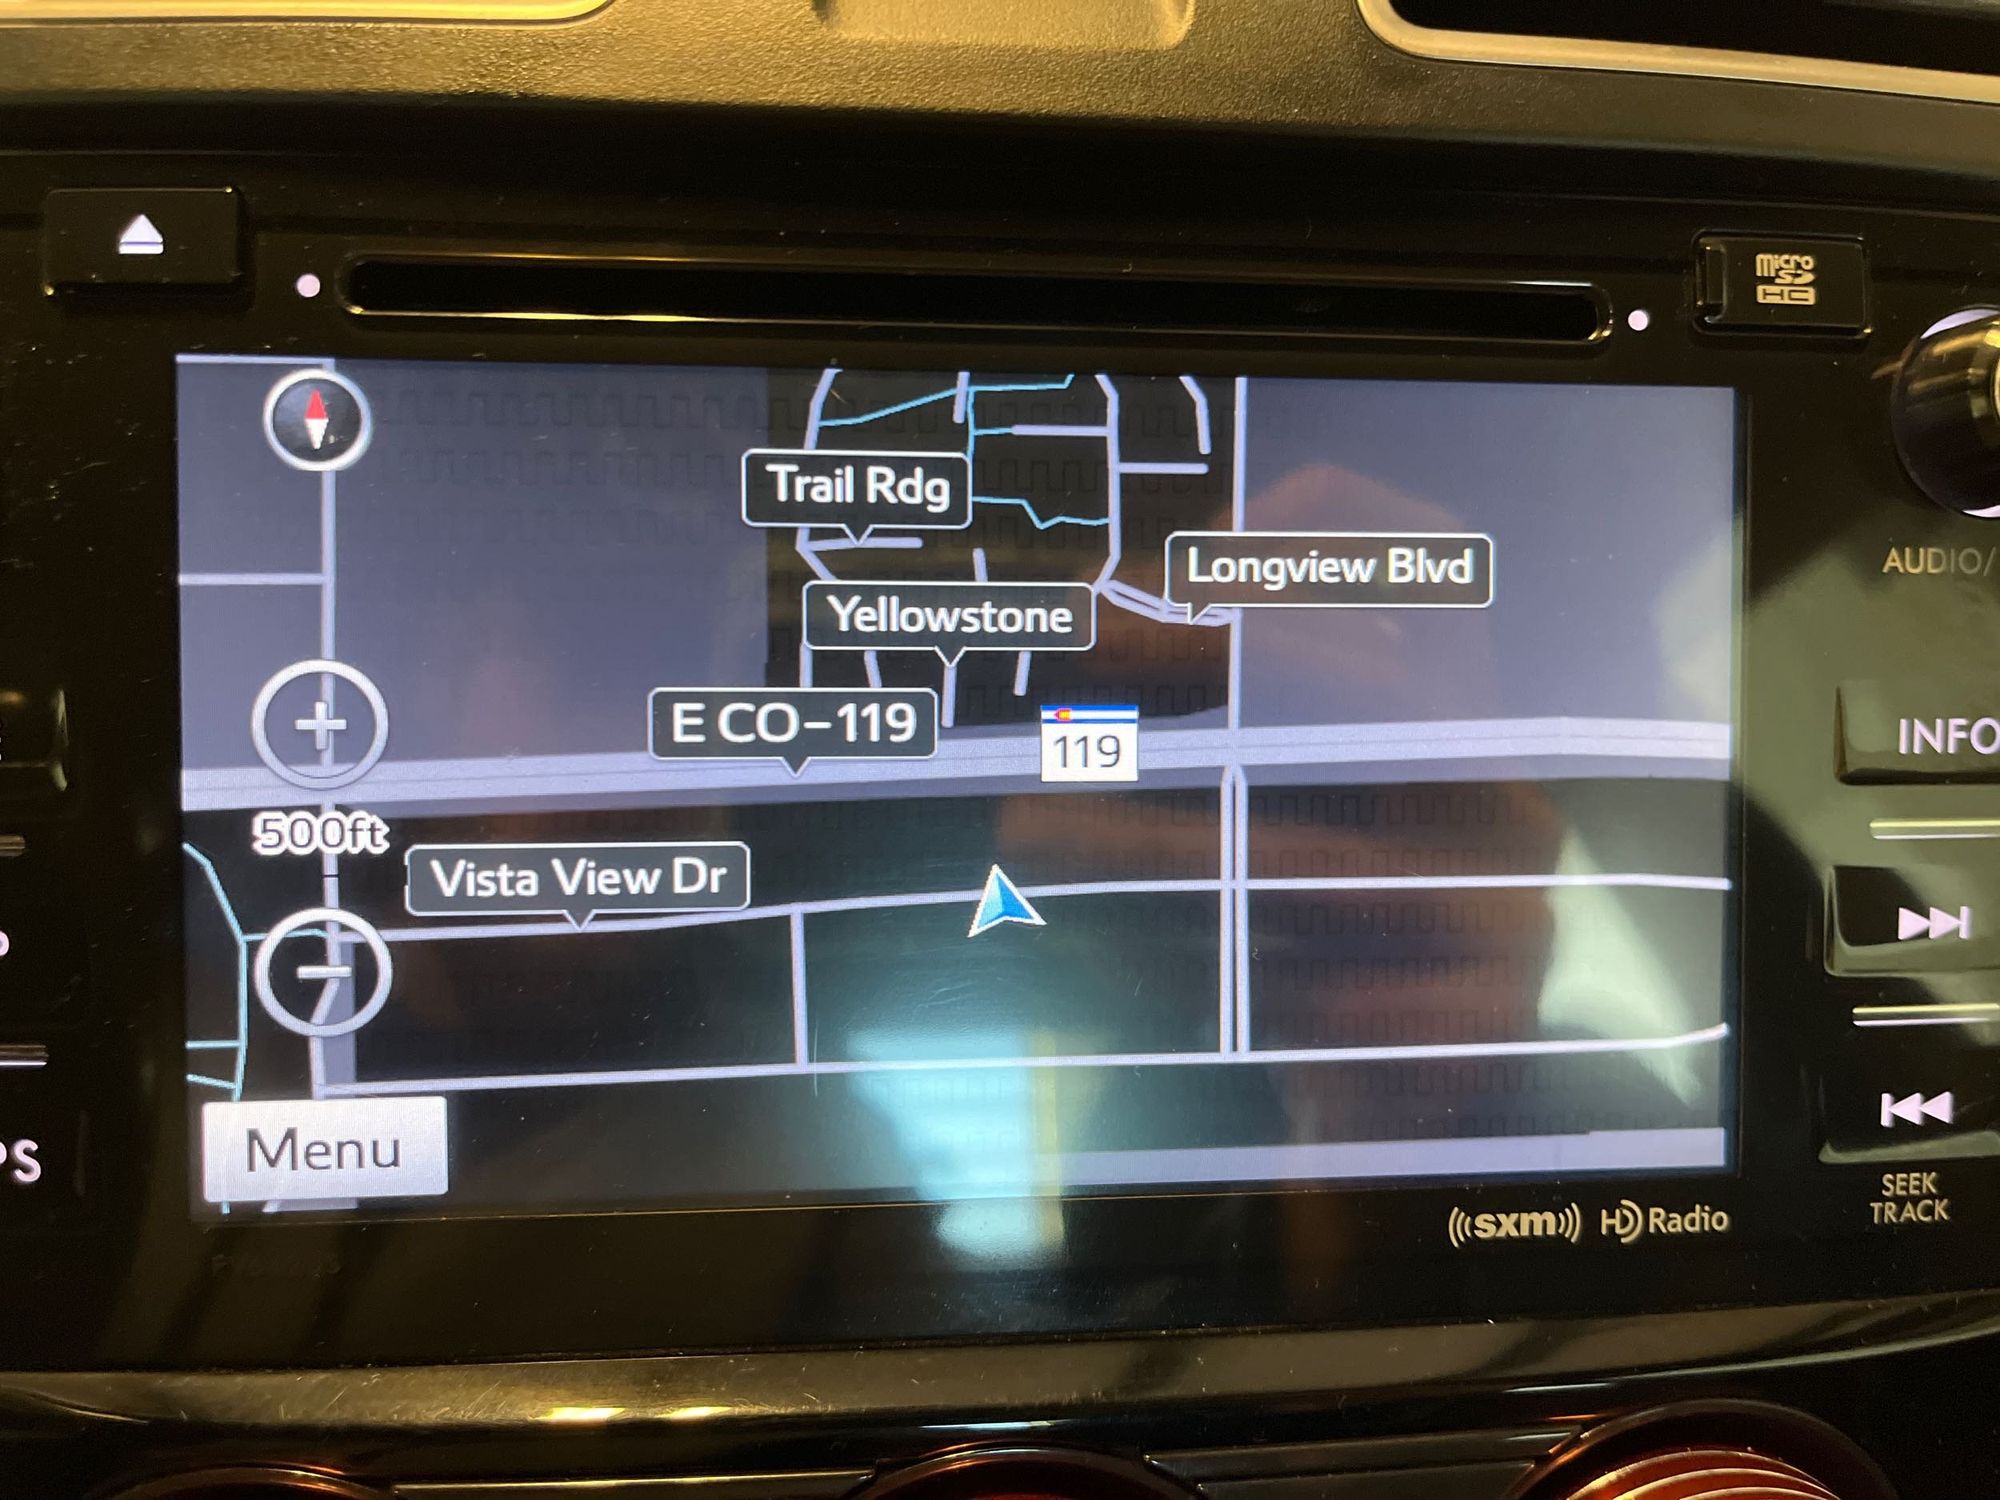 micro
SD
HC
Trail Rdg
AUDIO/
Longview Blvd
Yellowstone
E CO-119
119
INFO
500ft
Vista View Dr
Menu
PS
((sxm)) HD Radio
SEEK
TRACK